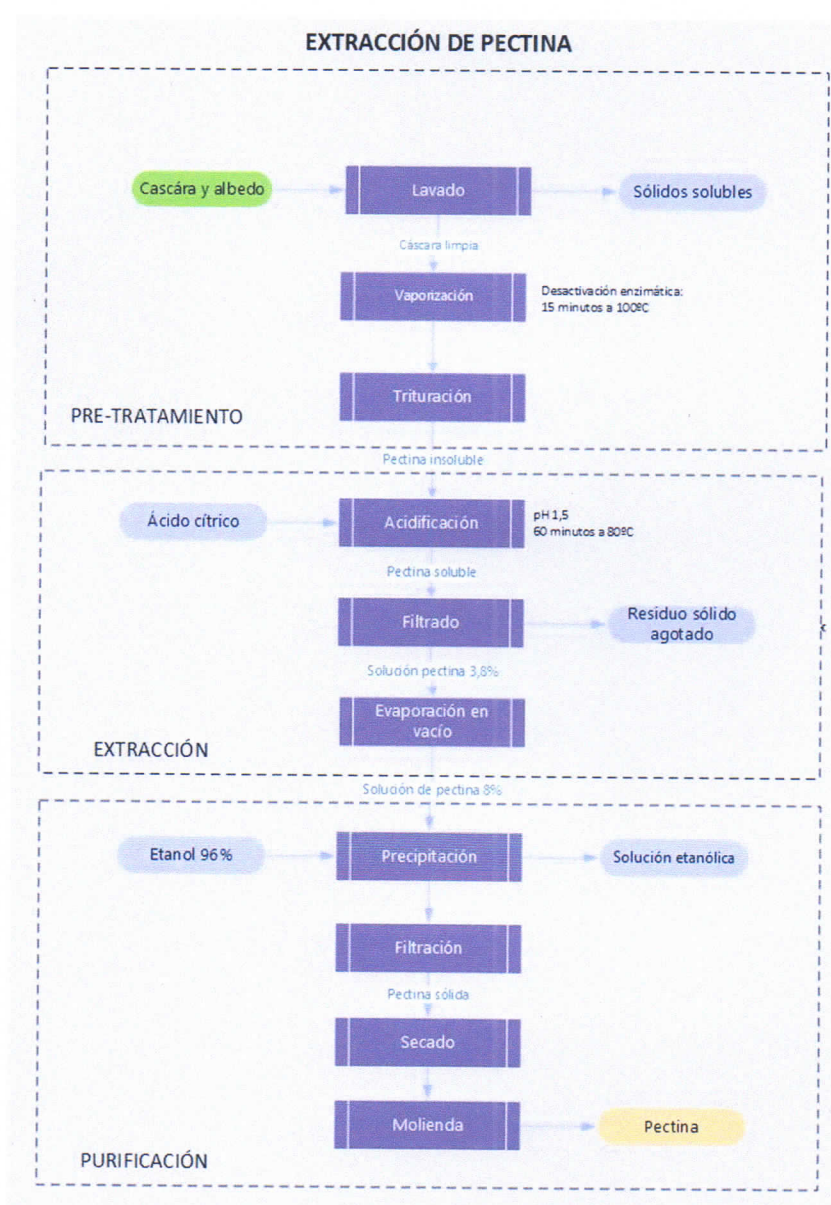 EXTRACCIÓN DE PECTINA
Cascára y albedo
Lavado
Sólidos solubles
Cáscara limpia
Vaporización
Desactivación enzimática:
15 minutos a 100ºC
Trituración
PRE-TRATAMIENTO
Pectina insoluble
Ácido cítrico
Acidificación
pH 1,5
60 minutos a 80ºC
Pectina soluble
Filtrado
Residuo sólido
agotado
Solución pectina 3,8%
Evaporación en
vacío
EXTRACCIÓN
Solución de pectina 8%
Etanol 96%
Precipitación
Solución etanólica
Filtración
Pectina sólida
Secado
Molienda
Pectina
PURIFICACIÓN